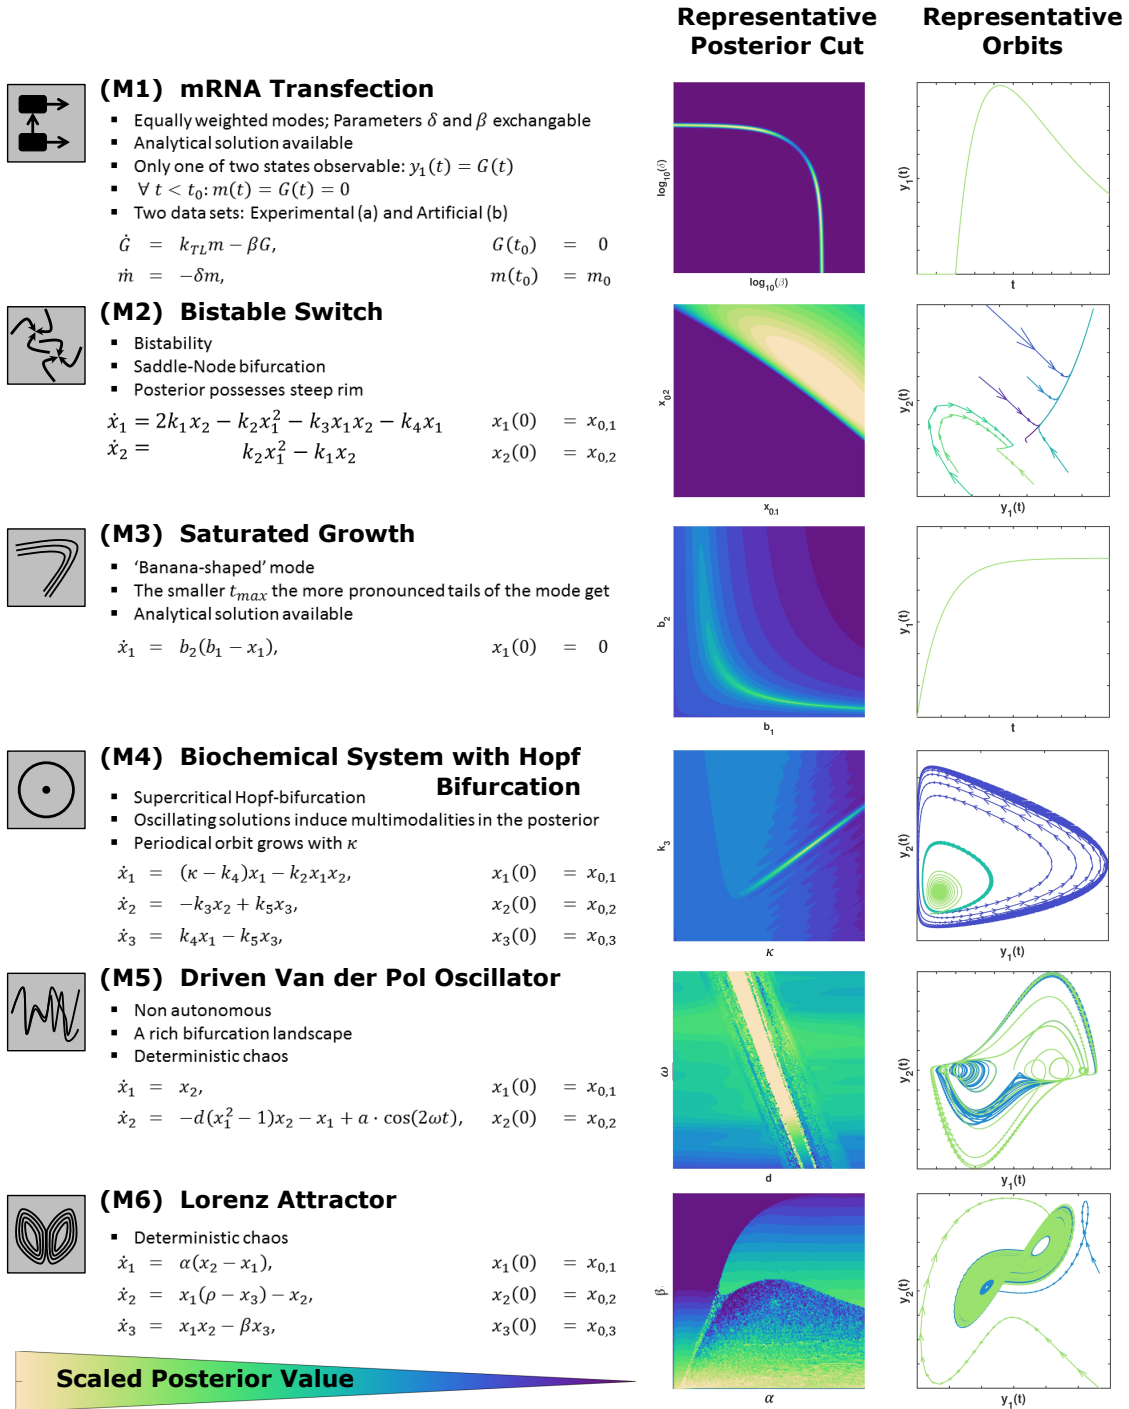 Representative
Posterior Cut
Representative
Orbits
(M1) mRNA Transfection
▪ Equally weighted modes; Parameters δ and β exchangable
▪ Analytical solution available
▪ Only one of two states observable: y₁(t) = G(t)
▪ ∀ t < t₀: m(t) = G(t) = 0
▪ Two data sets: Experimental (a) and Artificial (b)
Ġ = k_{TL}m − βG, G(t₀) = 0
ṁ = −δm, m(t₀) = m₀
log₁₀(δ)
log₁₀(β)
y₁(t)
t
(M2) Bistable Switch
▪ Bistability
▪ Saddle-Node bifurcation
▪ Posterior possesses steep rim
ẋ₁ = 2k₁x₂ − k₂x₁² − k₃x₁x₂ − k₄x₁ x₁(0) = x₀,₁
ẋ₂ = k₂x₁² − k₁x₂ x₂(0) = x₀,₂
x₀.₂
x₀.₁
y₂(t)
y₁(t)
(M3) Saturated Growth
▪ ‘Banana-shaped’ mode
▪ The smaller t_{max} the more pronounced tails of the mode get
▪ Analytical solution available
ẋ₁ = b₂(b₁ − x₁), x₁(0) = 0
b₂
b₁
y₁(t)
t
(M4) Biochemical System with Hopf
Bifurcation
▪ Supercritical Hopf-bifurcation
▪ Oscillating solutions induce multimodalities in the posterior
▪ Periodical orbit grows with κ
ẋ₁ = (κ − k₄)x₁ − k₂x₁x₂, x₁(0) = x₀,₁
ẋ₂ = −k₃x₂ + k₅x₃, x₂(0) = x₀,₂
ẋ₃ = k₄x₁ − k₅x₃, x₃(0) = x₀,₃
k₃
κ
y₂(t)
y₁(t)
(M5) Driven Van der Pol Oscillator
▪ Non autonomous
▪ A rich bifurcation landscape
▪ Deterministic chaos
ẋ₁ = x₂, x₁(0) = x₀,₁
ẋ₂ = −d(x₁² − 1)x₂ − x₁ + a · cos(2ωt), x₂(0) = x₀,₂
ω
d
y₂(t)
y₁(t)
(M6) Lorenz Attractor
▪ Deterministic chaos
ẋ₁ = α(x₂ − x₁), x₁(0) = x₀,₁
ẋ₂ = x₁(ρ − x₃) − x₂, x₂(0) = x₀,₂
ẋ₃ = x₁x₂ − βx₃, x₃(0) = x₀,₃
β
α
y₂(t)
y₁(t)
Scaled Posterior Value